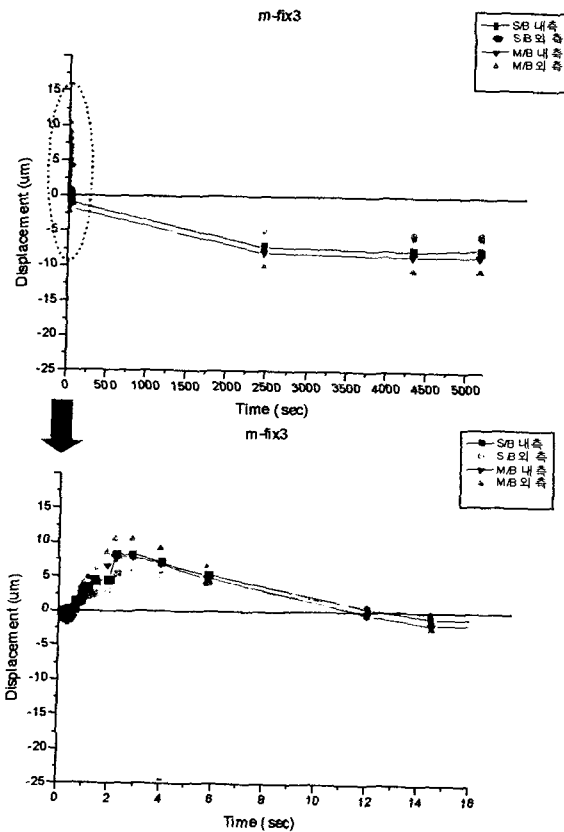 m-fix3
S/B 내측
S/B 외측
M/B 내측
M/B 외측
Displacement (um)
15
10
5
0
-5
-10
-15
-20
-25
0 500 1000 1500 2000 2500 3000 3500 4000 4500 5000
Time (sec)
m-fix3
S/B 내측
S/B 외측
M/B 내측
M/B 외측
Displacement (um)
15
10
5
0
-5
-10
-15
-20
-25
0 2 4 6 8 10 12 14 16
Time (sec)